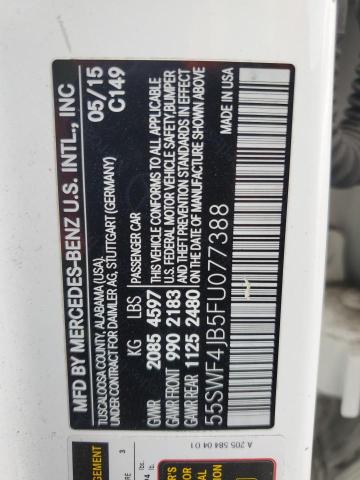 MFD BY MERCEDES-BENZ U.S. INTL., INC
TUSCALOOSA COUNTY, ALABAMA (USA),
UNDER CONTRACT FOR DAIMLER AG, STUTTGART (GERMANY)
05/15
C149
KG LBS PASSENGER CAR
GVWR 2085 4597
GAWR FRONT 990 2183
GAWR REAR 1125 2480
THIS VEHICLE CONFORMS TO ALL APPLICABLE
U.S. FEDERAL MOTOR VEHICLE SAFETY, BUMPER
AND THEFT PREVENTION STANDARDS IN EFFECT
ON THE DATE OF MANUFACTURE SHOWN ABOVE
MADE IN USA
55SWF4JB5FU077388
A 205 584 04 01
3
lbs.
lb.